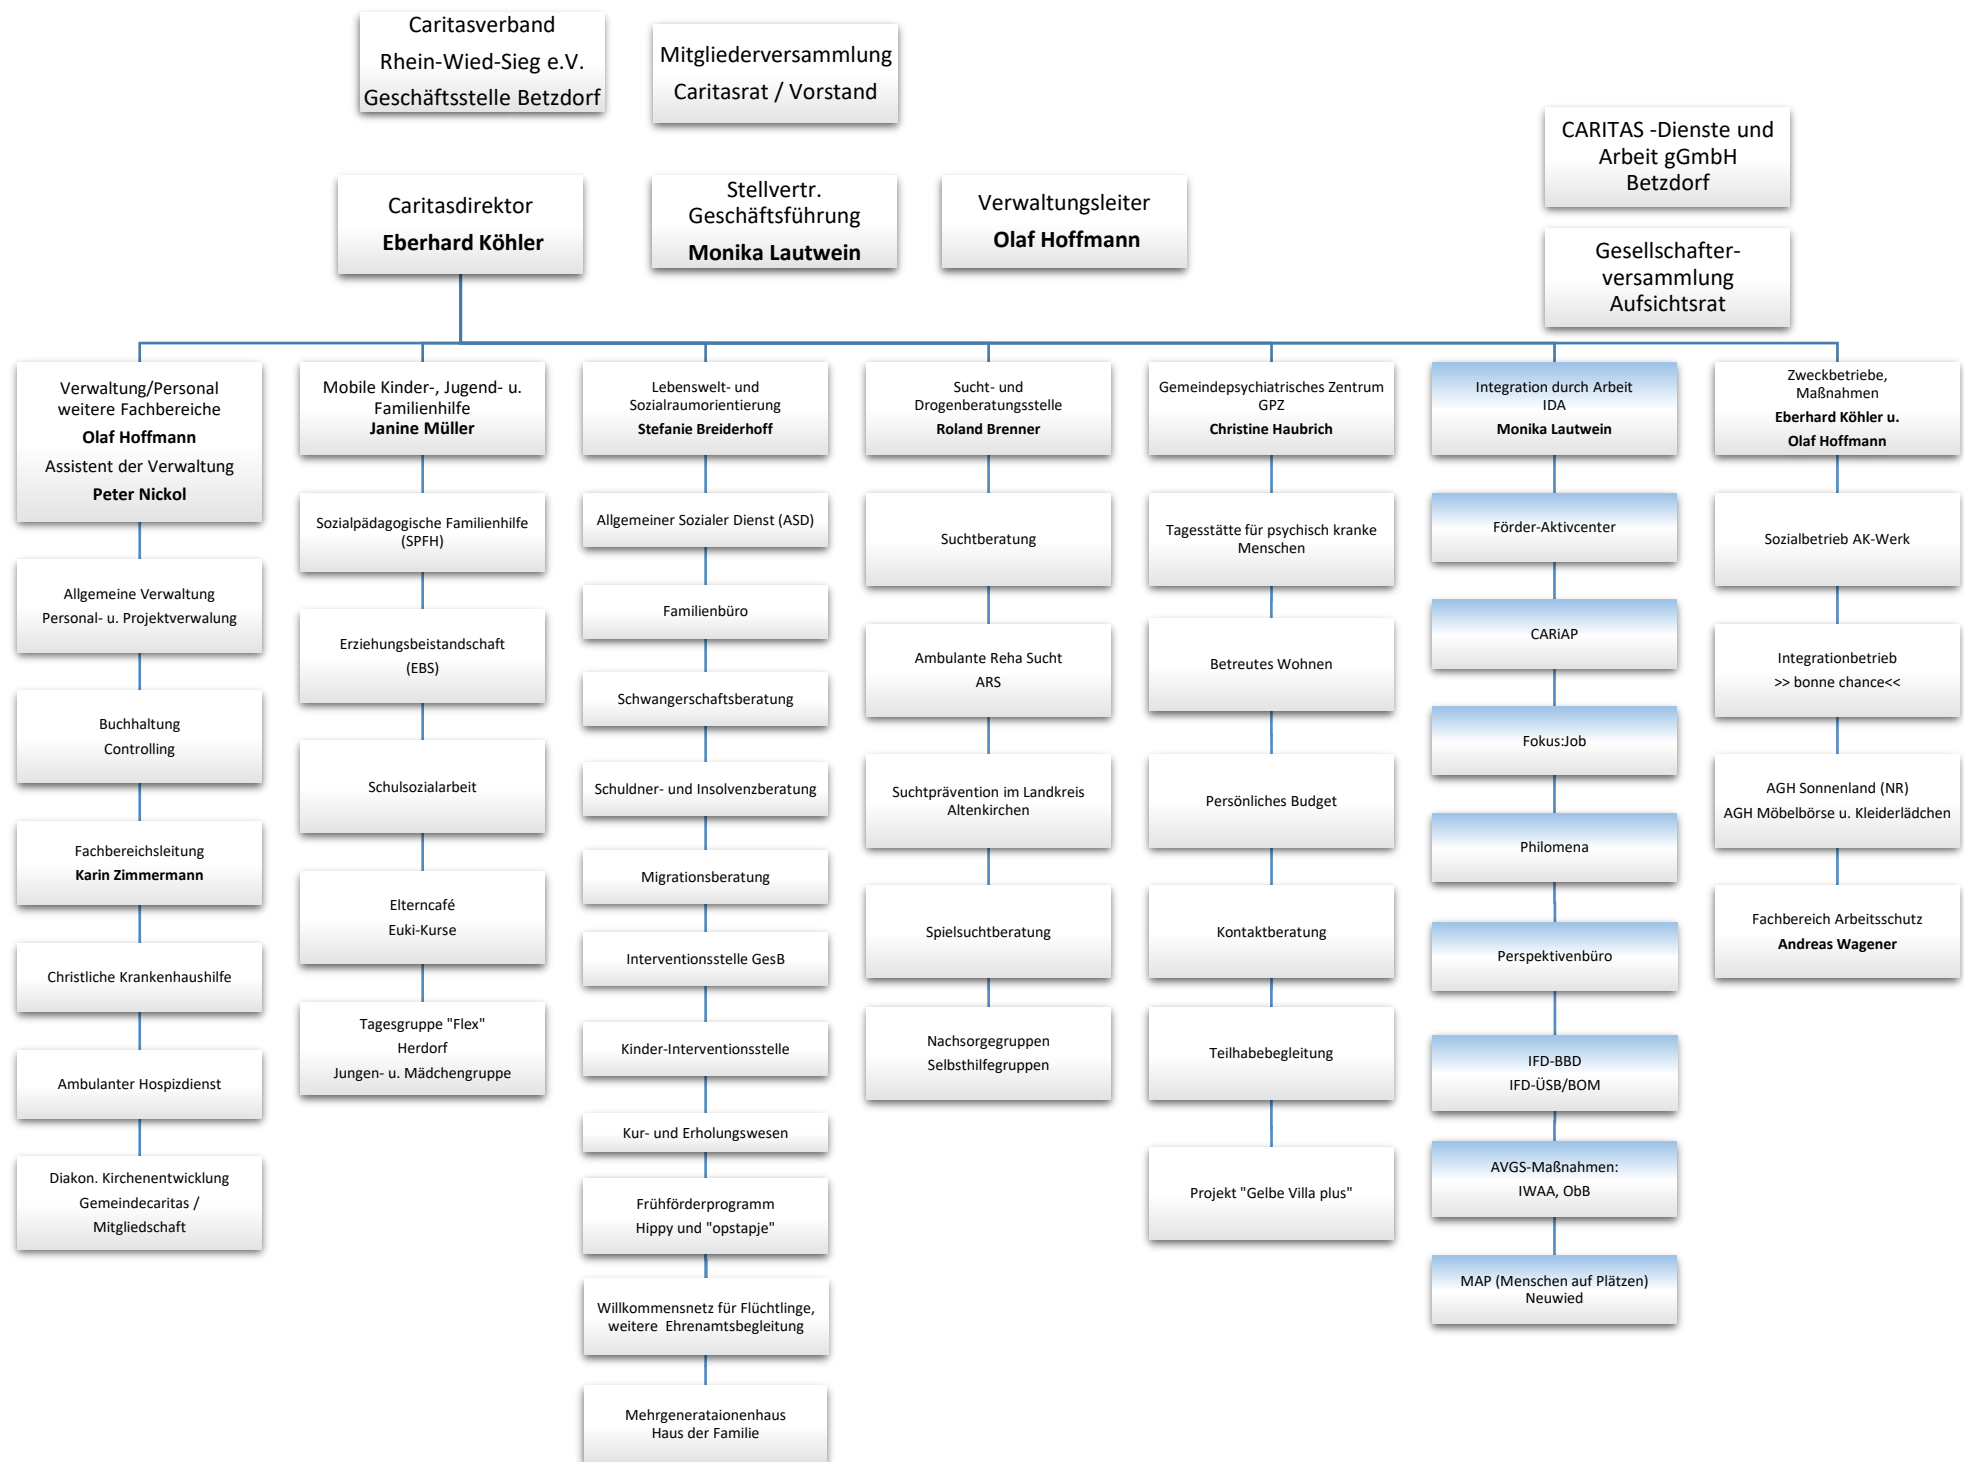 Caritasverband
Rhein-Wied-Sieg e.V.
Geschäftsstelle Betzdorf
Mitgliederversammlung
Caritasrat / Vorstand
CARITAS -Dienste und
Arbeit gGmbH
Betzdorf
Caritasdirektor
Eberhard Köhler
Stellvertr.
Geschäftsführung
Monika Lautwein
Verwaltungsleiter
Olaf Hoffmann
Gesellschafter-
versammlung
Aufsichtsrat
Verwaltung/Personal
weitere Fachbereiche
Olaf Hoffmann
Assistent der Verwaltung
Peter Nickol
Allgemeine Verwaltung
Personal- u. Projektverwalung
Buchhaltung
Controlling
Fachbereichsleitung
Karin Zimmermann
Christliche Krankenhaushilfe
Ambulanter Hospizdienst
Diakon. Kirchenentwicklung
Gemeindecaritas /
Mitgliedschaft
Mobile Kinder-, Jugend- u.
Familienhilfe
Janine Müller
Sozialpädagogische Familienhilfe
(SPFH)
Erziehungsbeistandschaft
(EBS)
Schulsozialarbeit
Elterncafé
Euki-Kurse
Tagesgruppe "Flex"
Herdorf
Jungen- u. Mädchengruppe
Lebenswelt- und
Sozialraumorientierung
Stefanie Breiderhoff
Allgemeiner Sozialer Dienst (ASD)
Familienbüro
Schwangerschaftsberatung
Schuldner- und Insolvenzberatung
Migrationsberatung
Interventionsstelle GesB
Kinder-Interventionsstelle
Kur- und Erholungswesen
Frühförderprogramm
Hippy und "opstapje"
Willkommensnetz für Flüchtlinge,
weitere Ehrenamtsbegleitung
Mehrgenerataionenhaus
Haus der Familie
Sucht- und
Drogenberatungsstelle
Roland Brenner
Suchtberatung
Ambulante Reha Sucht
ARS
Suchtprävention im Landkreis
Altenkirchen
Spielsuchtberatung
Nachsorgegruppen
Selbsthilfegruppen
Gemeindepsychiatrisches Zentrum
GPZ
Christine Haubrich
Tagesstätte für psychisch kranke
Menschen
Betreutes Wohnen
Persönliches Budget
Kontaktberatung
Teilhabebegleitung
Projekt "Gelbe Villa plus"
Integration durch Arbeit
IDA
Monika Lautwein
Förder-Aktivcenter
CARiAP
Fokus:Job
Philomena
Perspektivenbüro
IFD-BBD
IFD-ÜSB/BOM
AVGS-Maßnahmen:
IWAA, ObB
MAP (Menschen auf Plätzen)
Neuwied
Zweckbetriebe,
Maßnahmen
Eberhard Köhler u.
Olaf Hoffmann
Sozialbetrieb AK-Werk
Integrationbetrieb
>> bonne chance<<
AGH Sonnenland (NR)
AGH Möbelbörse u. Kleiderlädchen
Fachbereich Arbeitsschutz
Andreas Wagener